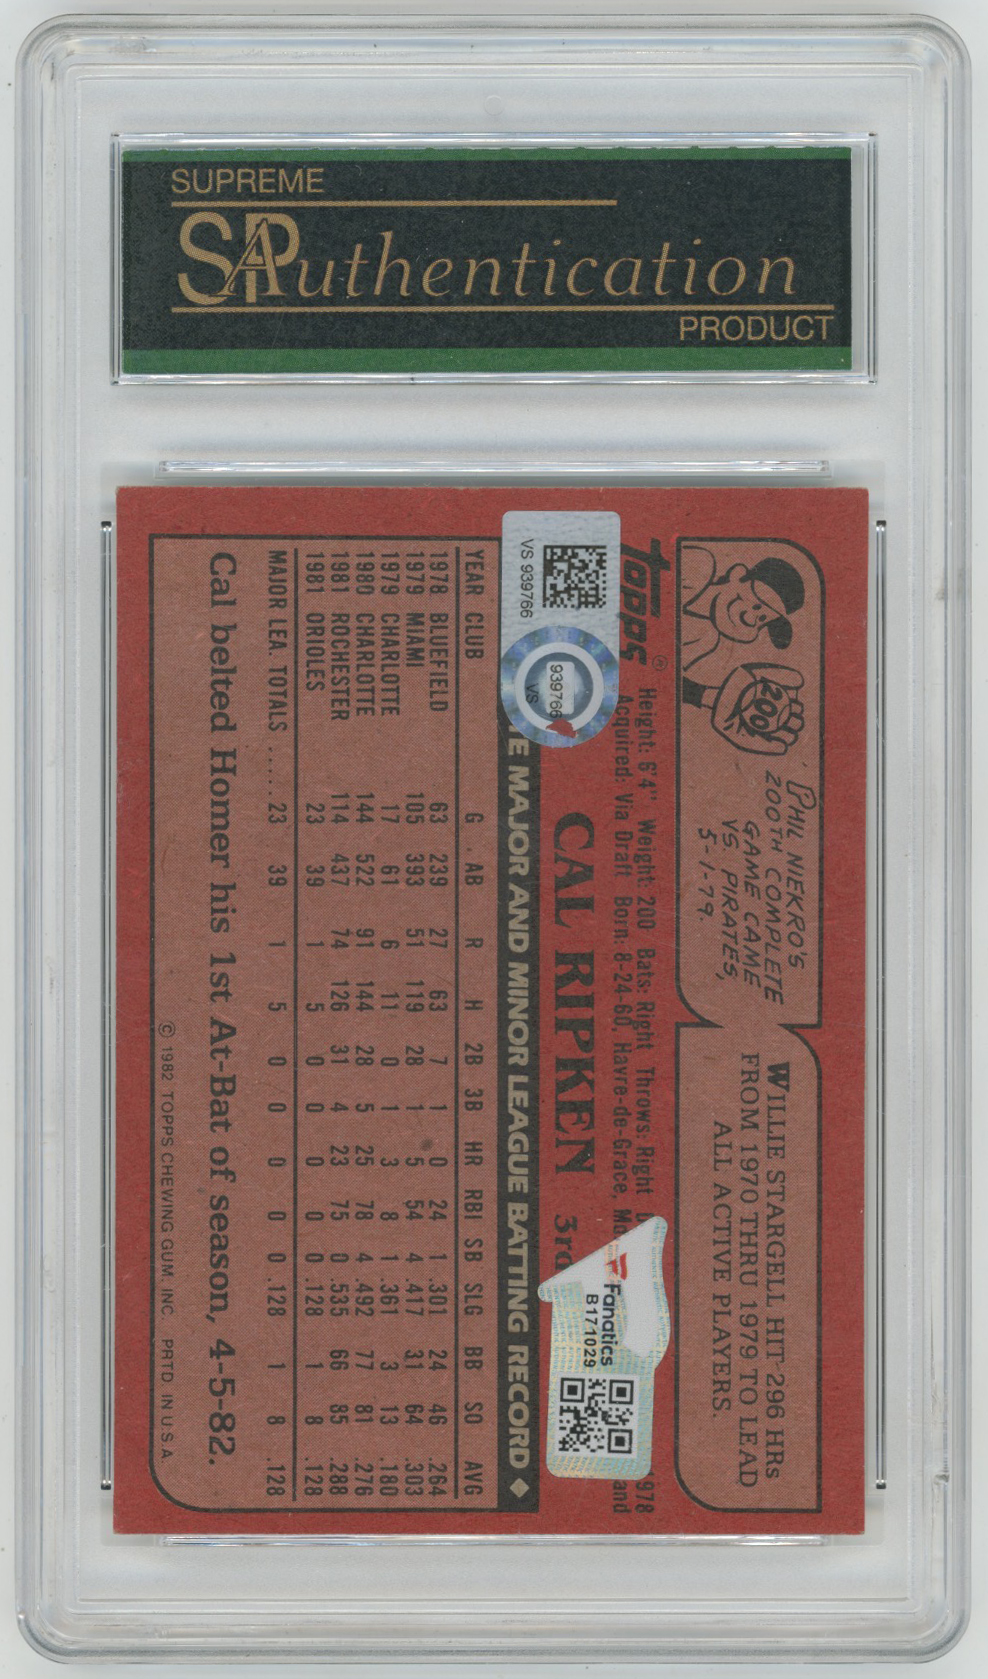 SUPREME
SPAuthentication
PRODUCT
PHIL NIEKRO'S
200TH COMPLETE
GAME CAME
VS. PIRATES,
5-1-79.
200
WILLIE STARGELL HIT 296 HRs
FROM 1970 THRU 1979 TO LEAD
ALL ACTIVE PLAYERS.
TOPPS®
Height: 6'4" Weight: 200 Bats: Right Throws: Right 1978
Acquired: Via Draft Born: 8-24-60, Havre-de-Grace, and
CAL RIPKEN
VS 939766
939766
VS
Fanatics
B171029
MAJOR AND MINOR LEAGUE BATTING RECORD ◆
YEAR CLUB G AB R H 2B 3B HR RBI SB SLG BB SO AVG
1978 BLUEFIELD 63 239 27 63 7 1 0 24 1 .301 24 46 .264
1979 MIAMI 105 393 51 119 28 1 5 54 4 .417 31 64 .303
1979 CHARLOTTE 17 61 6 11 0 1 3 8 1 .361 3 13 .180
1980 CHARLOTTE 144 522 91 144 28 5 25 78 4 .492 77 81 .276
1981 ROCHESTER 114 437 74 126 31 4 23 75 0 .535 66 85 .288
1981 ORIOLES 23 39 1 5 0 0 0 0 0 .128 1 8 .128
MAJOR LEA. TOTALS ..... 23 39 1 5 0 0 0 0 0 .128 1 8 .128
Cal belted Homer his 1st At-Bat of season, 4-5-82.
© 1982 TOPPS CHEWING GUM, INC. PRTD. IN U.S.A.